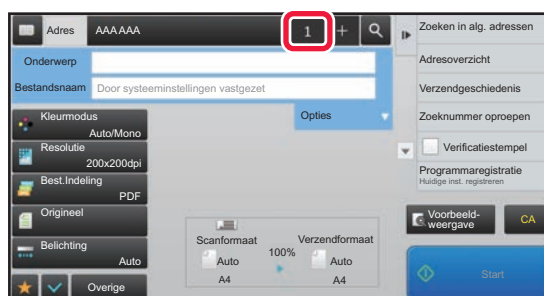 Adres AAA AAA 1 +
Onderwerp
Bestandsnaam Door systeeminstellingen vastgezet
Opties
Kleurmodus
Auto/Mono
Resolutie
200x200dpi
Best.Indeling
PDF
Origineel
Belichting
Auto
Overige
Scanformaat
Auto
A4
100%
Verzendformaat
Auto
A4
Zoeken in alg. adressen
Adresoverzicht
Verzendgeschiedenis
Zoeknummer oproepen
Verificatiestempel
Programmaregistratie
Huidige inst. registreren
Voorbeeld-
weergave
CA
Start